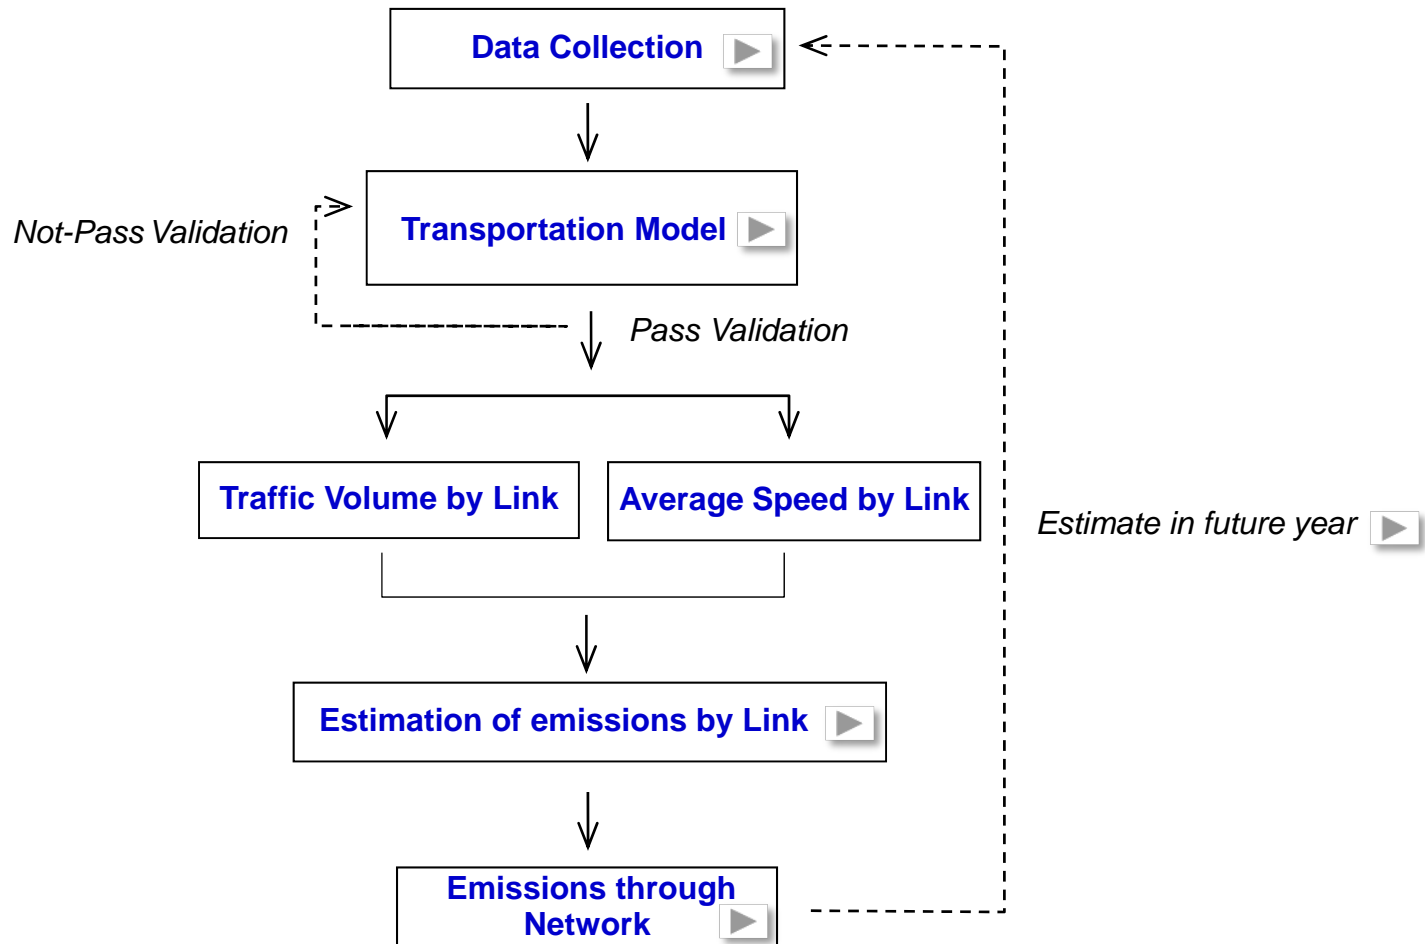 Data Collection
Transportation Model
Not-Pass Validation
Pass Validation
Traffic Volume by Link
Average Speed by Link
Estimate in future year
Estimation of emissions by Link
Emissions through
Network